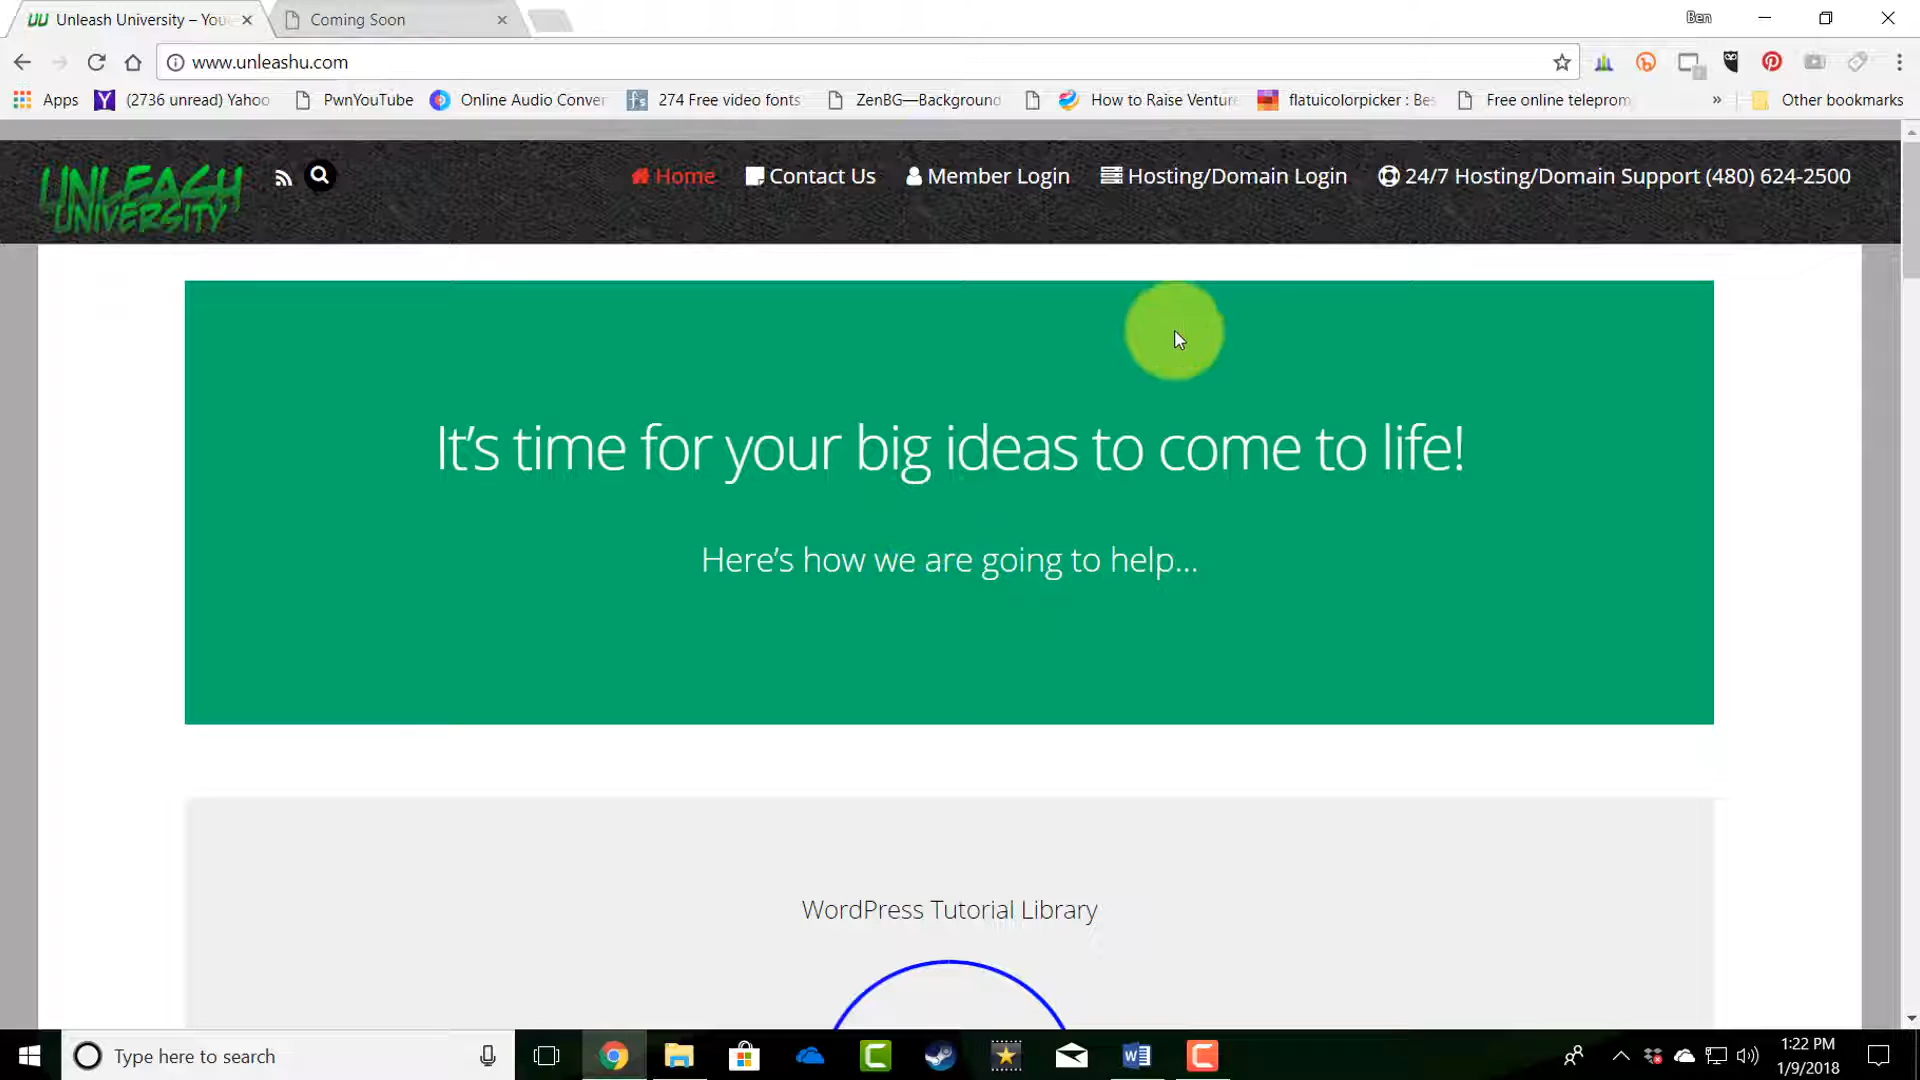 Unleash University – You
Coming Soon
Ben
www.unleashu.com
Apps
(2736 unread) Yahoo
PwnYouTube
Online Audio Conver
274 Free video fonts
ZenBG—Background
How to Raise Ventur
flatuicolorpicker : Bes
Free online teleprom
»
Other bookmarks
UNLEASH
UNIVERSITY
Home
Contact Us
Member Login
Hosting/Domain Login
24/7 Hosting/Domain Support (480) 624-2500
It’s time for your big ideas to come to life!
Here’s how we are going to help...
WordPress Tutorial Library
Type here to search
1:22 PM
1/9/2018